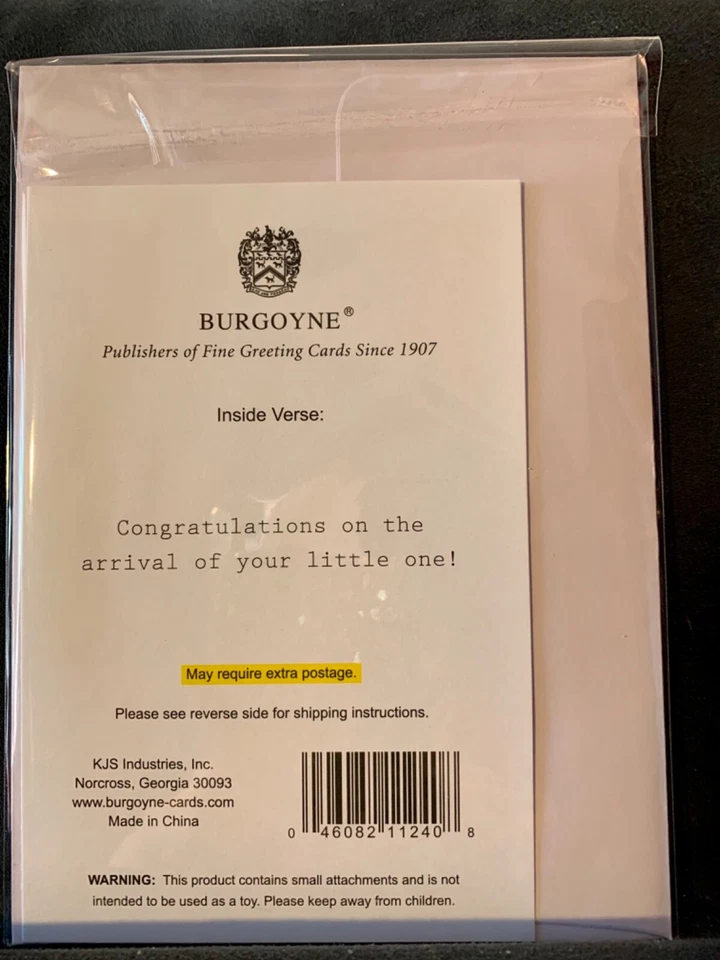 BURGOYNE®
Publishers of Fine Greeting Cards Since 1907
Inside Verse:
Congratulations on the
arrival of your little one!
May require extra postage.
Please see reverse side for shipping instructions.
KJS Industries, Inc.
Norcross, Georgia 30093
www.burgoyne-cards.com
Made in China
0 46082 11240 8
WARNING: This product contains small attachments and is not
intended to be used as a toy. Please keep away from children.